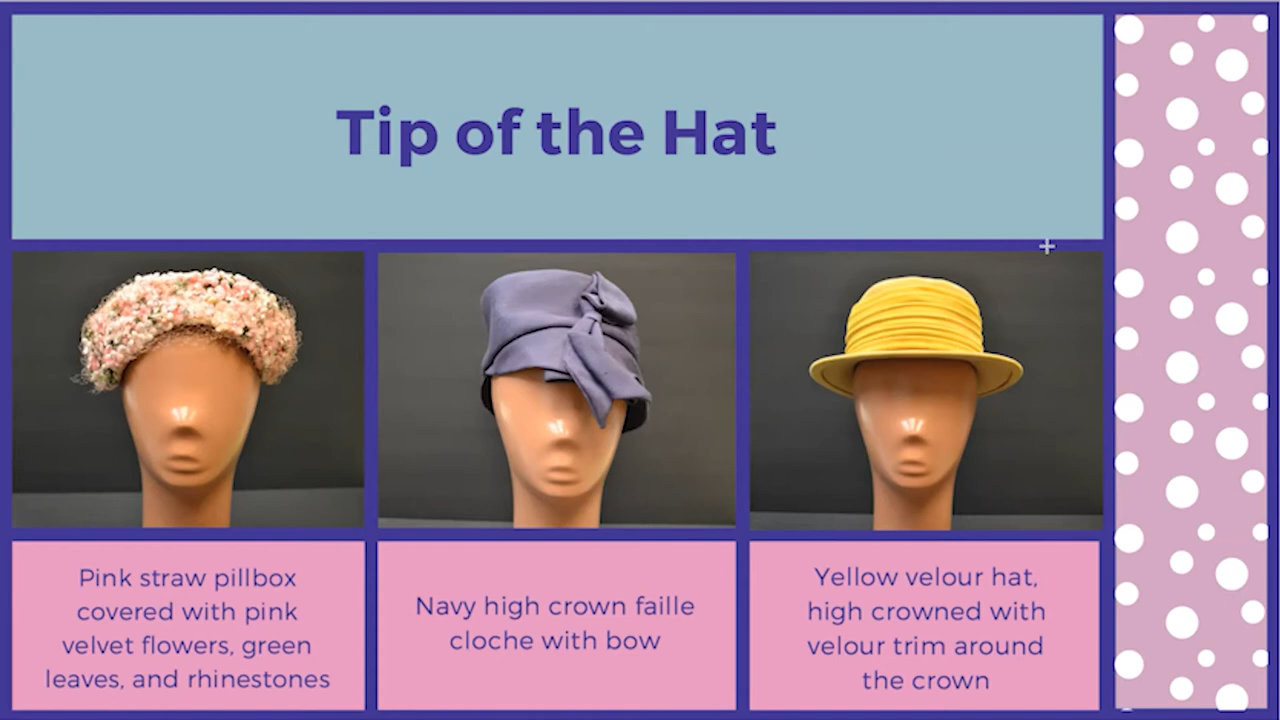 Tip of the Hat
Pink straw pillbox
covered with pink
velvet flowers, green
leaves, and rhinestones
Navy high crown faille
cloche with bow
Yellow velour hat,
high crowned with
velour trim around
the crown